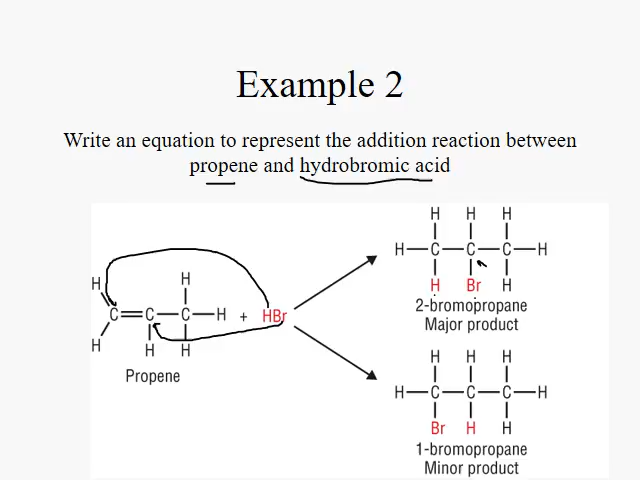 Example 2
Write an equation to represent the addition reaction between
propene and hydrobromic acid
H H H
H—C—C—C—H
H Br H
2-bromopropane
Major product
H H
C=C—C—H + HBr
H H H
Propene
H H H
H—C—C—C—H
Br H H
1-bromopropane
Minor product